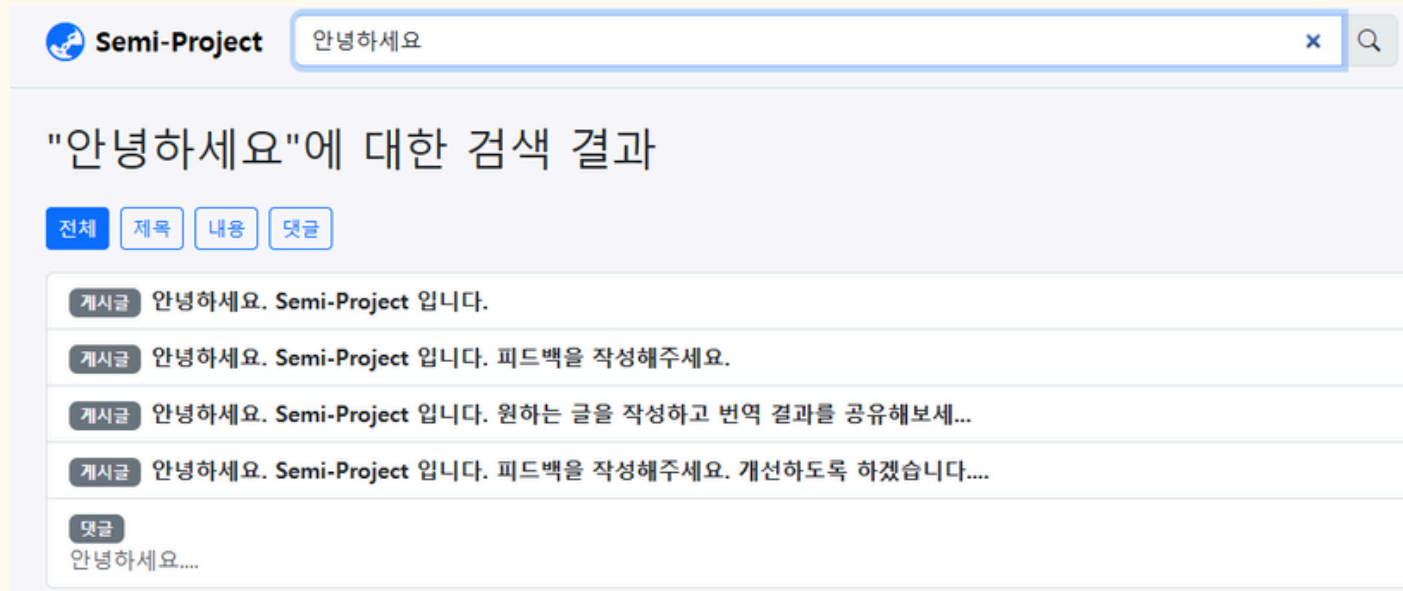 Semi-Project 안녕하세요
"안녕하세요"에 대한 검색 결과
전체 제목 내용 댓글
게시글 안녕하세요. Semi-Project 입니다.
게시글 안녕하세요. Semi-Project 입니다. 피드백을 작성해주세요.
게시글 안녕하세요. Semi-Project 입니다. 원하는 글을 작성하고 번역 결과를 공유해보세...
게시글 안녕하세요. Semi-Project 입니다. 피드백을 작성해주세요. 개선하도록 하겠습니다....
댓글
안녕하세요....